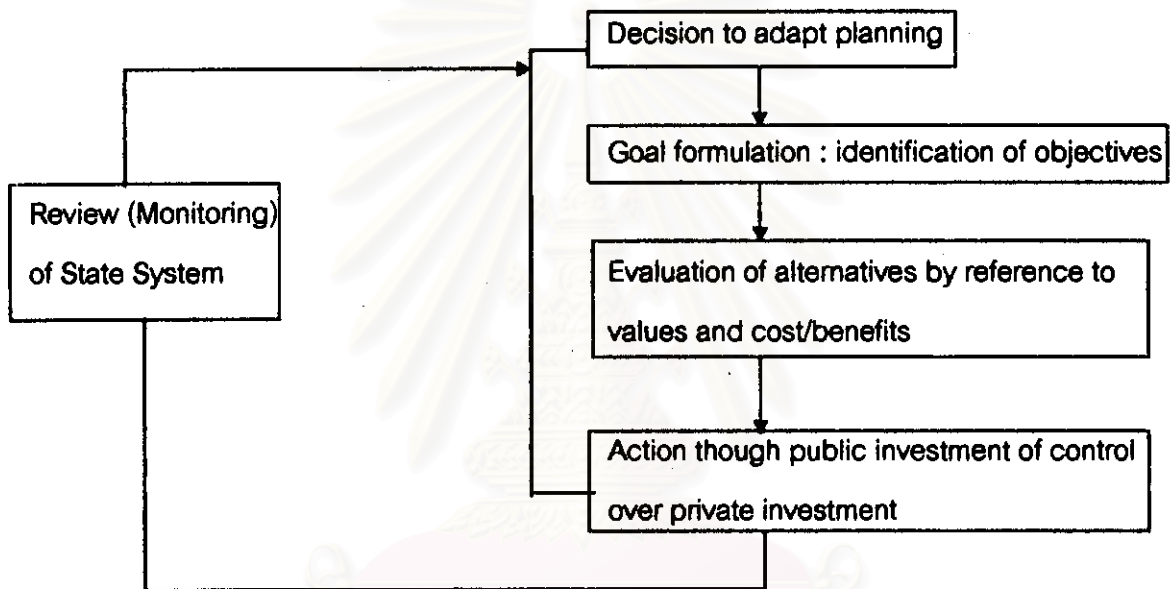 Decision to adapt planning
Goal formulation : identification of objectives
Review (Monitoring)
of State System
Evaluation of alternatives by reference to
values and cost/benefits
Action though public investment of control
over private investment